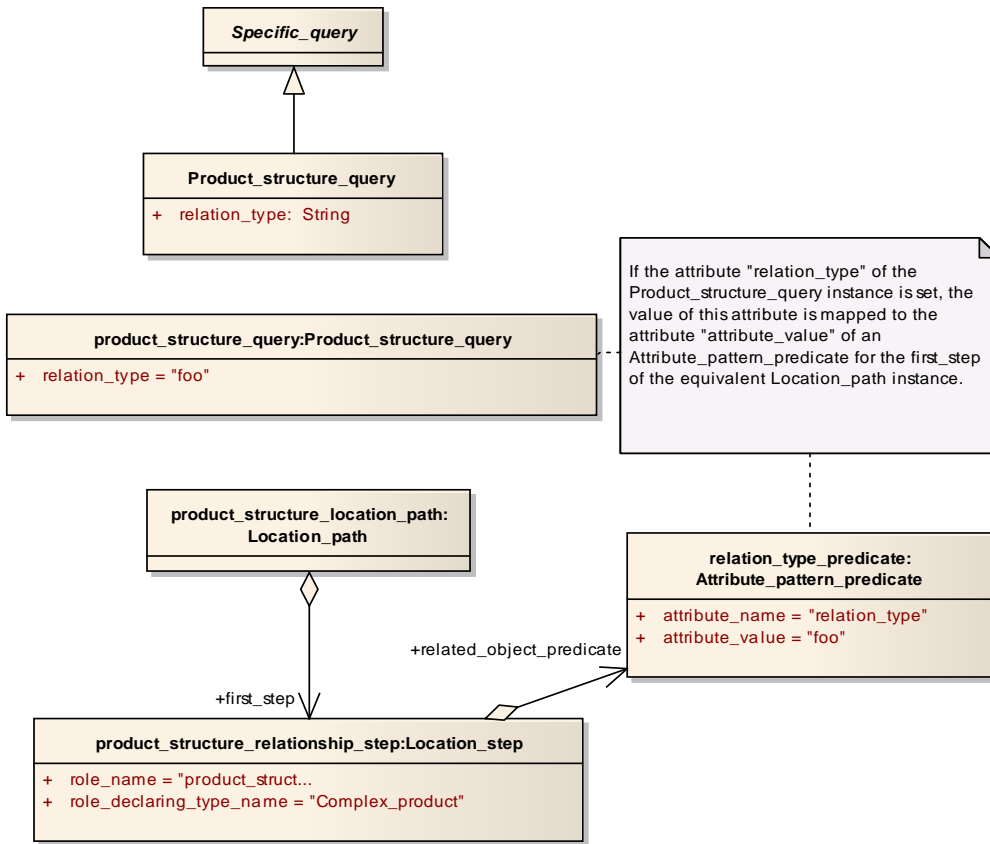 Specific_query
Product_structure_query
+ relation_type: String
If the attribute "relation_type" of the
Product_structure_query instance is set, the
value of this attribute is mapped to the
attribute "attribute_value" of an
Attribute_pattern_predicate for the first_step
of the equivalent Location_path instance.
product_structure_query:Product_structure_query
+ relation_type = "foo"
product_structure_location_path:
Location_path
relation_type_predicate:
Attribute_pattern_predicate
+ attribute_name = "relation_type"
+ attribute_value = "foo"
+related_object_predicate
+first_step
product_structure_relationship_step:Location_step
+ role_name = "product_struct...
+ role_declaring_type_name = "Complex_product"